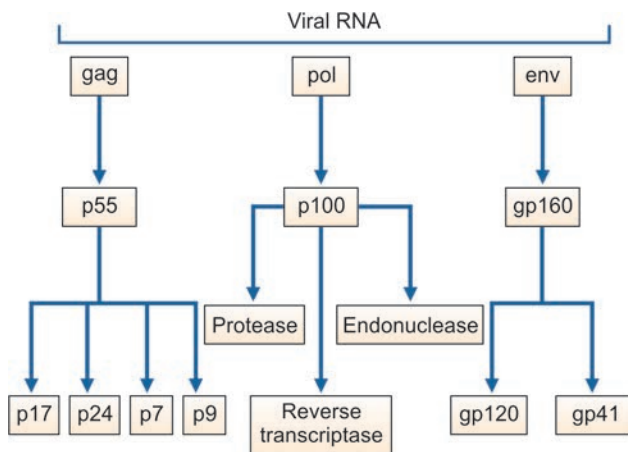 Viral RNA
gag
pol
env
p55
p100
gp160
Protease
Endonuclease
p17
p24
p7
p9
Reverse
transcriptase
gp120
gp41